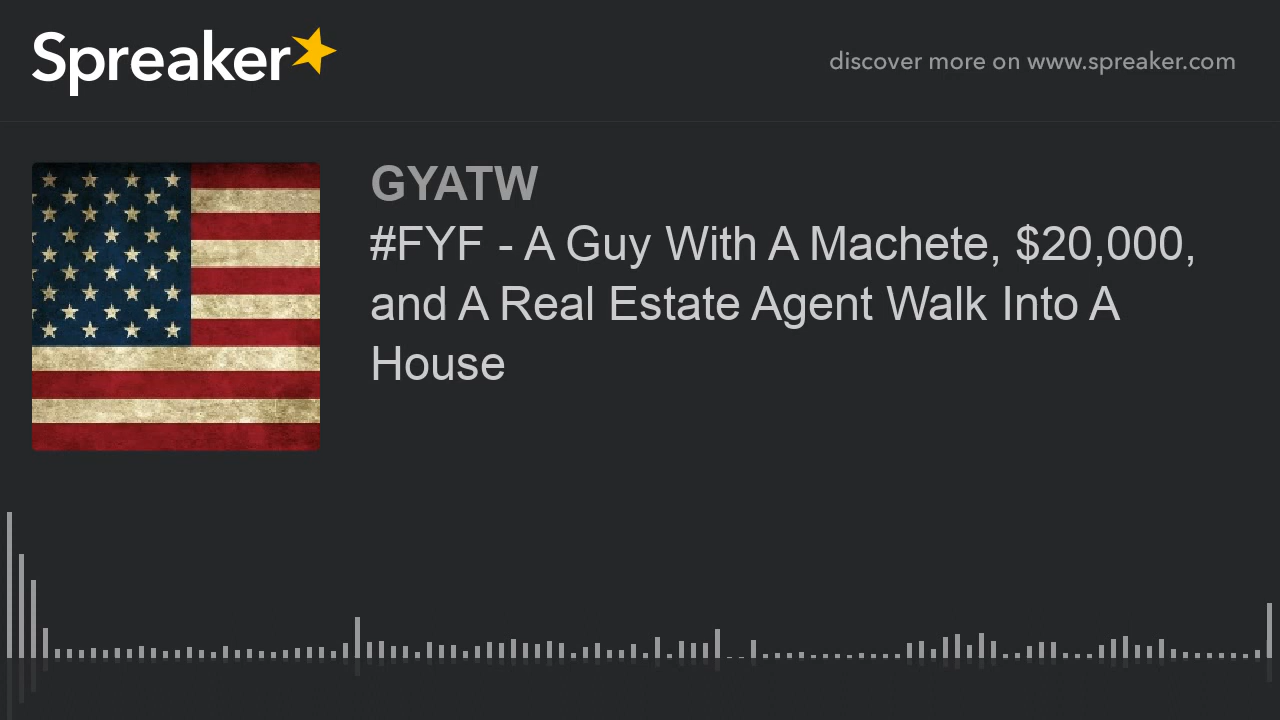 Spreaker
discover more on www.spreaker.com
GYATW
#FYF - A Guy With A Machete, $20,000,
and A Real Estate Agent Walk Into A
House